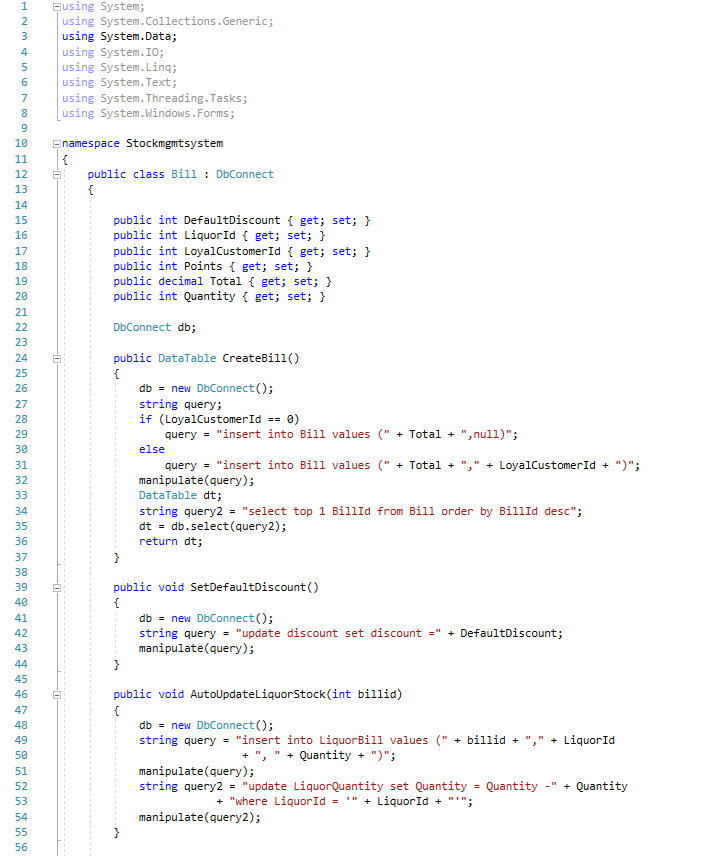 1 using System;
2 using System.Collections.Generic;
3 using System.Data;
4 using System.IO;
5 using System.Linq;
6 using System.Text;
7 using System.Threading.Tasks;
8 using System.Windows.Forms;
9
10 namespace Stockmgmtsystem
11 {
12     public class Bill : DbConnect
13     {
14
15         public int DefaultDiscount { get; set; }
16         public int LiquorId { get; set; }
17         public int LoyalCustomerId { get; set; }
18         public int Points { get; set; }
19         public decimal Total { get; set; }
20         public int Quantity { get; set; }
21
22         DbConnect db;
23
24         public DataTable CreateBill()
25         {
26             db = new DbConnect();
27             string query;
28             if (LoyalCustomerId == 0)
29                 query = "insert into Bill values (" + Total + ",null)";
30             else
31                 query = "insert into Bill values (" + Total + "," + LoyalCustomerId + ")";
32             manipulate(query);
33             DataTable dt;
34             string query2 = "select top 1 BillId from Bill order by BillId desc";
35             dt = db.select(query2);
36             return dt;
37         }
38
39         public void SetDefaultDiscount()
40         {
41             db = new DbConnect();
42             string query = "update discount set discount =" + DefaultDiscount;
43             manipulate(query);
44         }
45
46         public void AutoUpdateLiquorStock(int billid)
47         {
48             db = new DbConnect();
49             string query = "insert into LiquorBill values (" + billid + "," + LiquorId
50                             + ", " + Quantity + ")";
51             manipulate(query);
52             string query2 = "update LiquorQuantity set Quantity = Quantity -" + Quantity
53                         + "where LiquorId = '" + LiquorId + "'";
54             manipulate(query2);
55         }
56